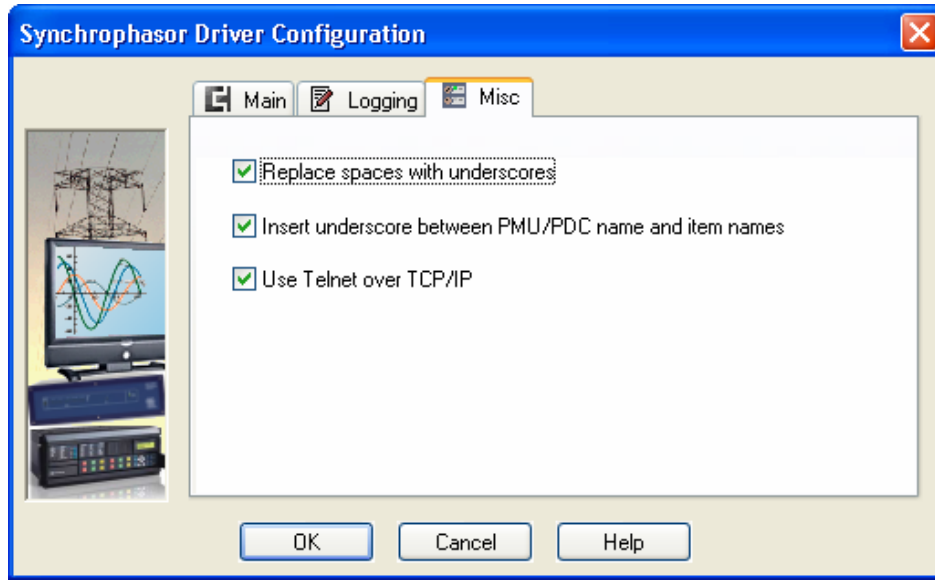 Synchrophasor Driver Configuration
Main Logging Misc
Replace spaces with underscores
Insert underscore between PMU/PDC name and item names
Use Telnet over TCP/IP
OK Cancel Help